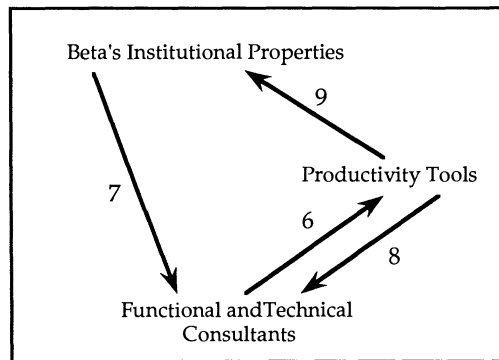 Beta's Institutional Properties
9
Productivity Tools
7
6
8
Functional andTechnical
Consultants